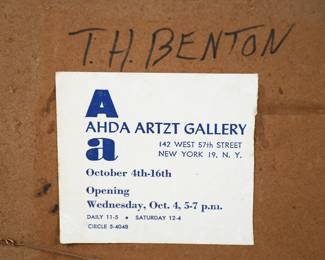 T.H. BENTON
A
AHDA ARTZT GALLERY
a
142 WEST 57th STREET
NEW YORK 19, N. Y.
October 4th-16th
Opening
Wednesday, Oct. 4, 5-7 p.m.
DAILY 11-5 • SATURDAY 12-4
CIRCLE 5-4048